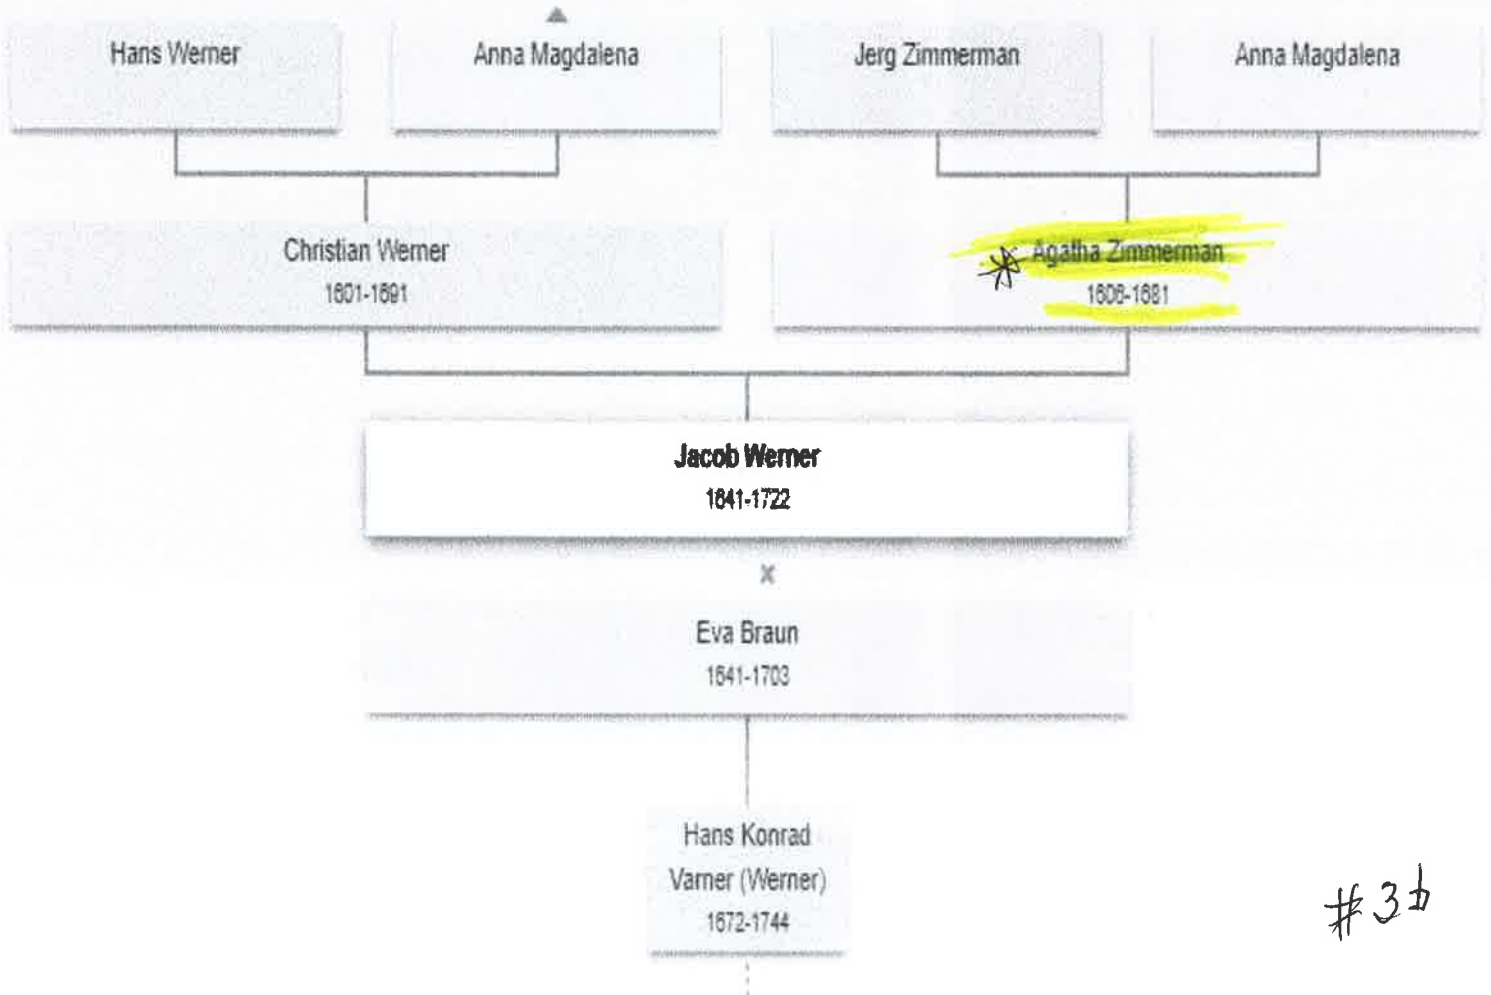 Hans Werner
Anna Magdalena
Jerg Zimmerman
Anna Magdalena
Christian Werner
1601-1691
Agatha Zimmerman
1606-1681
Jacob Werner
1641-1722
x
Eva Braun
1641-1703
Hans Konrad
Varner (Werner)
1672-1744
#3b